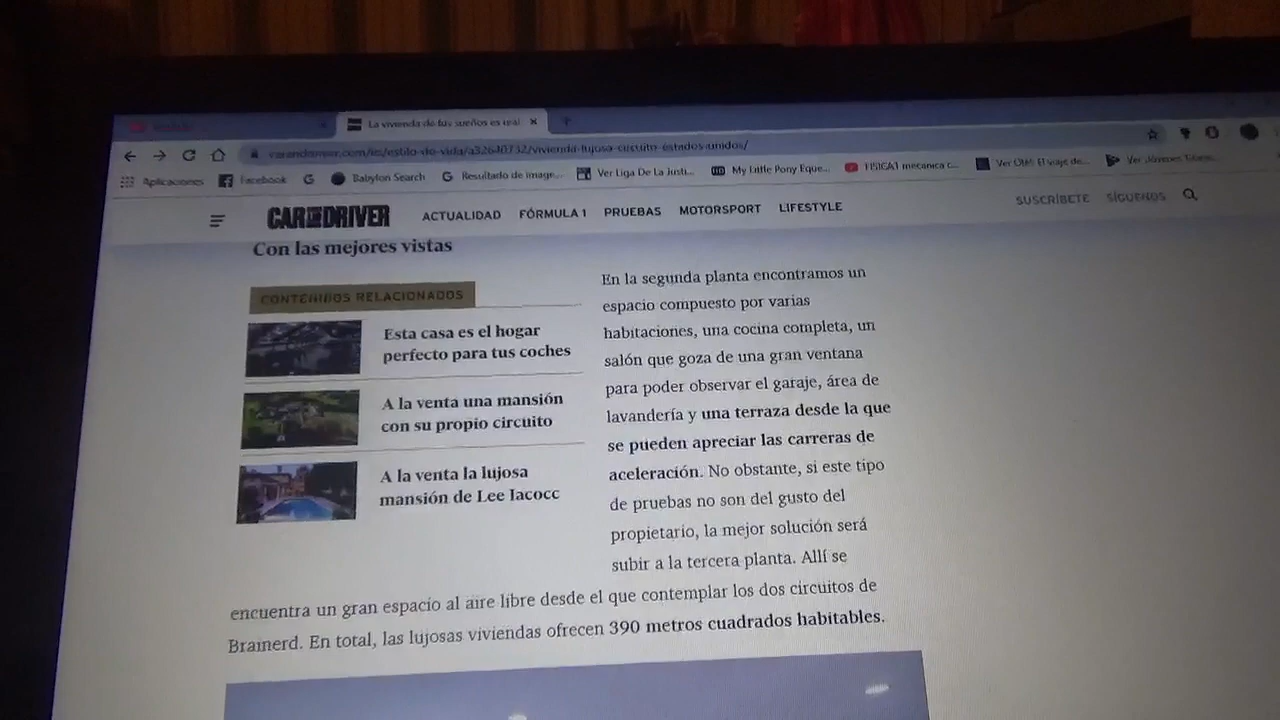 La vivienda de tus sueños es real
caranddriver.com/es/estilo-de-vida/a32640732/vivienda-lujosa-circuito-estados-unidos/
Aplicaciones Facebook Babylon Search Resultado de image... Ver Liga De La Justi... My Little Pony Eque... FISICA1 mecanica c... Ver
CAR AND DRIVER ACTUALIDAD FÓRMULA 1 PRUEBAS MOTORSPORT LIFESTYLE SUSCRÍBETE SÍGUENOS
Con las mejores vistas
CONTENIDOS RELACIONADOS
Esta casa es el hogar
perfecto para tus coches
A la venta una mansión
con su propio circuito
A la venta la lujosa
mansión de Lee Iacocc
En la segunda planta encontramos un
espacio compuesto por varias
habitaciones, una cocina completa, un
salón que goza de una gran ventana
para poder observar el garaje, área de
lavandería y una terraza desde la que
se pueden apreciar las carreras de
aceleración. No obstante, si este tipo
de pruebas no son del gusto del
propietario, la mejor solución será
subir a la tercera planta. Allí se
encuentra un gran espacio al aire libre desde el que contemplar los dos circuitos de
Brainerd. En total, las lujosas viviendas ofrecen 390 metros cuadrados habitables.